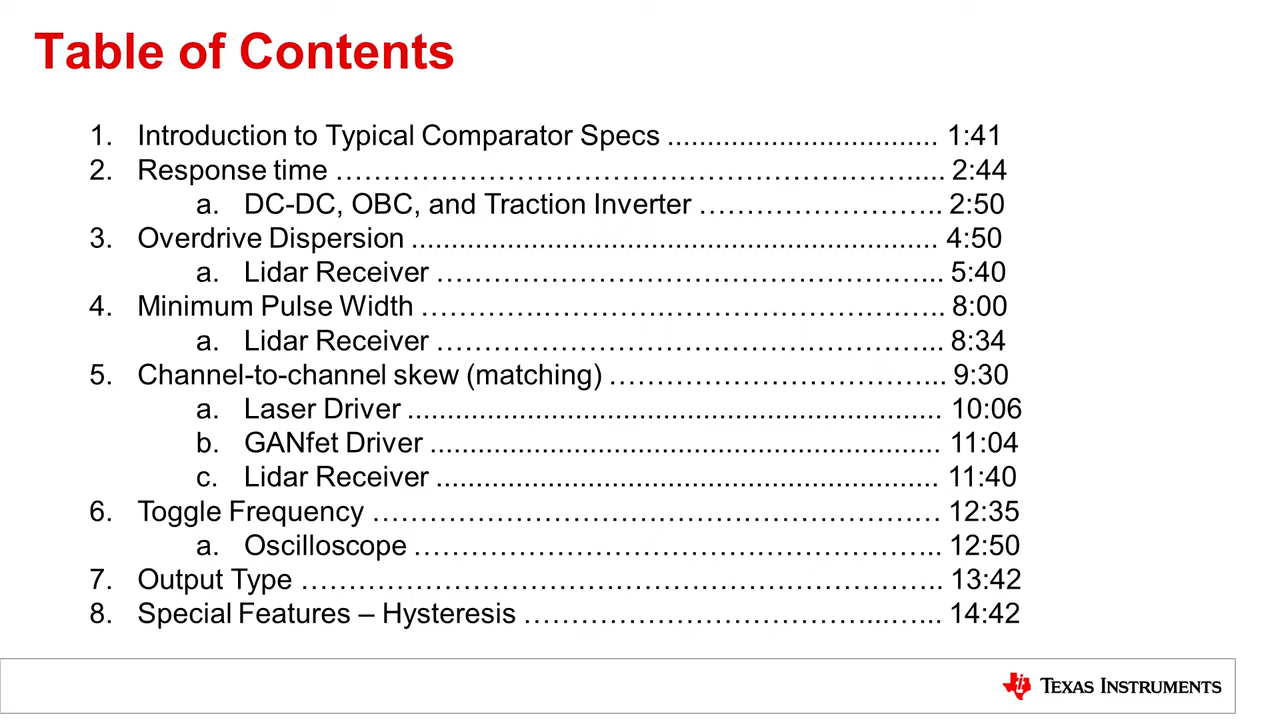 Table of Contents
1. Introduction to Typical Comparator Specs .................................. 1:41
2. Response time ……………………………………………………………..... 2:44
a. DC-DC, OBC, and Traction Inverter …………………….. 2:50
3. Overdrive Dispersion .................................................................. 4:50
a. Lidar Receiver ……………………………………………... 5:40
4. Minimum Pulse Width ……………………………………………….. 8:00
a. Lidar Receiver ……………………………………………... 8:34
5. Channel-to-channel skew (matching) ……………………………... 9:30
a. Laser Driver ................................................................... 10:06
b. GANfet Driver ................................................................ 11:04
c. Lidar Receiver ............................................................... 11:40
6. Toggle Frequency …………………………………………………… 12:35
a. Oscilloscope ……………………………………………….. 12:50
7. Output Type ………………………………………………………….. 13:42
8. Special Features – Hysteresis ………………………………....…... 14:42
TEXAS INSTRUMENTS